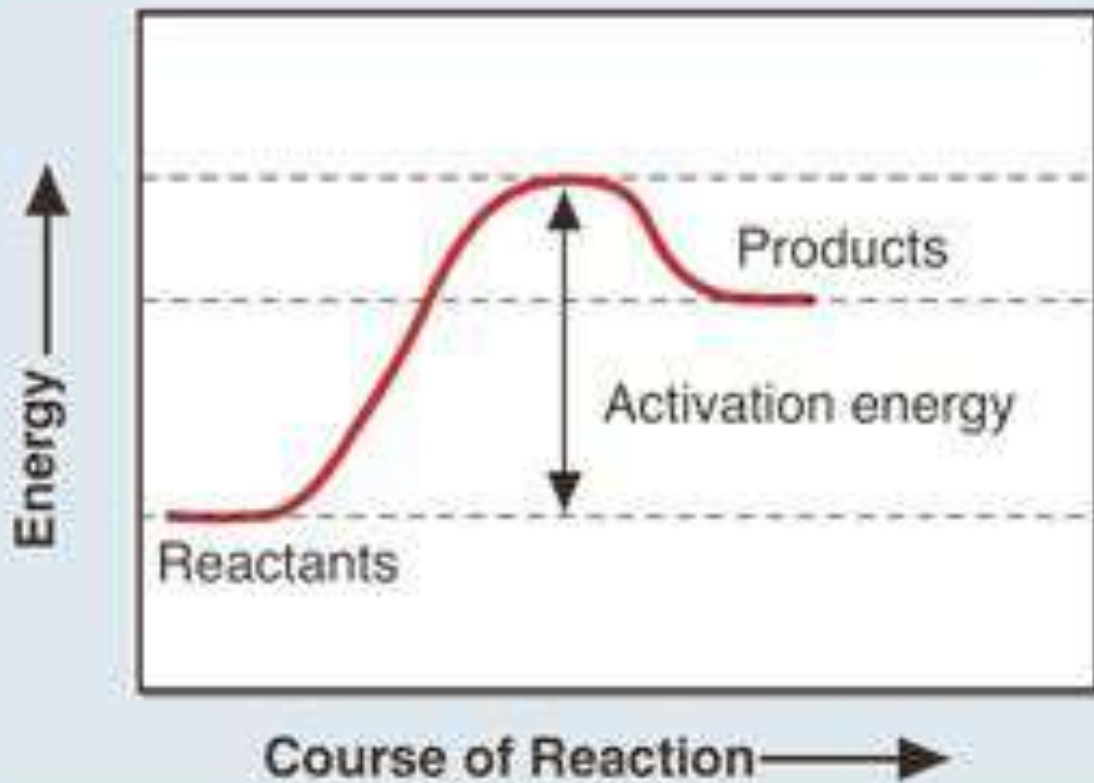 Energy
Products
Activation energy
Reactants
Course of Reaction